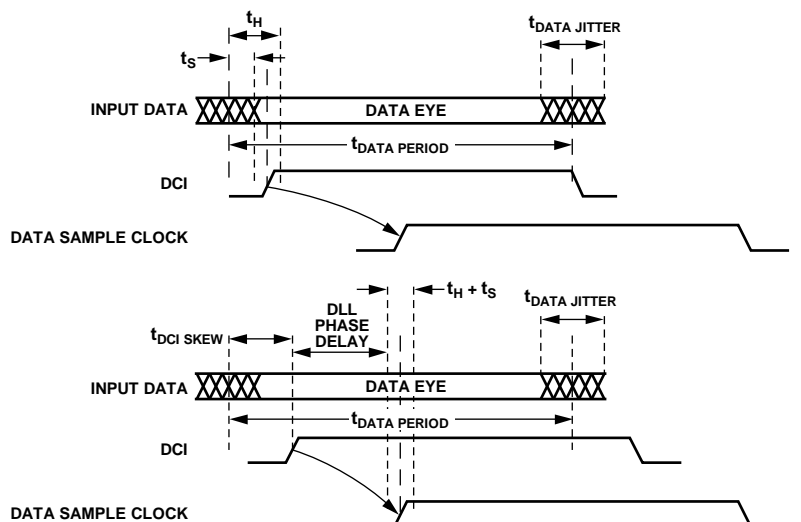 tH
tS
tDATA JITTER
INPUT DATA
DATA EYE
tDATA PERIOD
DCI
DATA SAMPLE CLOCK
tH + tS
tDATA JITTER
DLL
PHASE
DELAY
tDCI SKEW
INPUT DATA
DATA EYE
tDATA PERIOD
DCI
DATA SAMPLE CLOCK